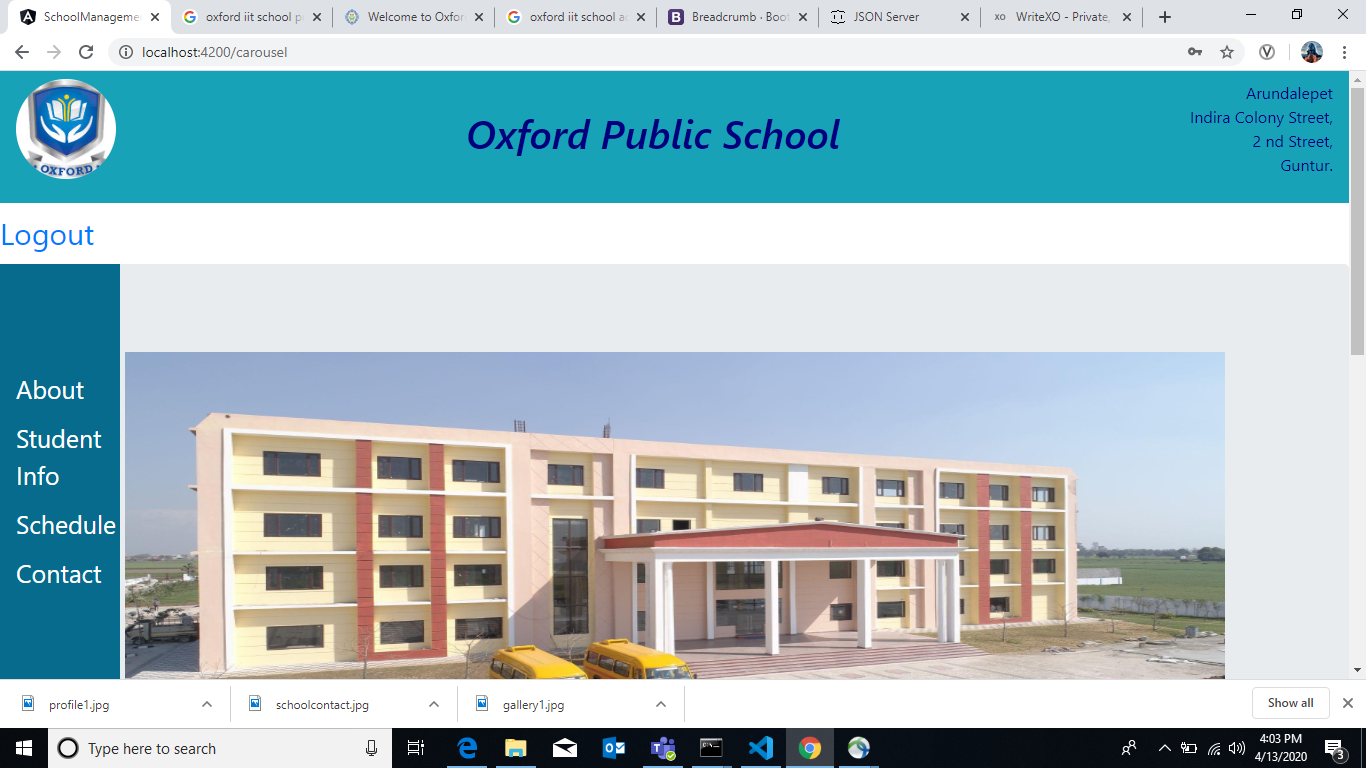 SchoolManageme
oxford iit school p
Welcome to Oxfor
oxford iit school ac
Breadcrumb · Boot
JSON Server
WriteXO - Private,
localhost:4200/carousel
OXFORD
Oxford Public School
Arundalepet
Indira Colony Street,
2 nd Street,
Guntur.
Logout
About
Student
Info
Schedule
Contact
profile1.jpg
schoolcontact.jpg
gallery1.jpg
Show all
Type here to search
4:03 PM
4/13/2020
3